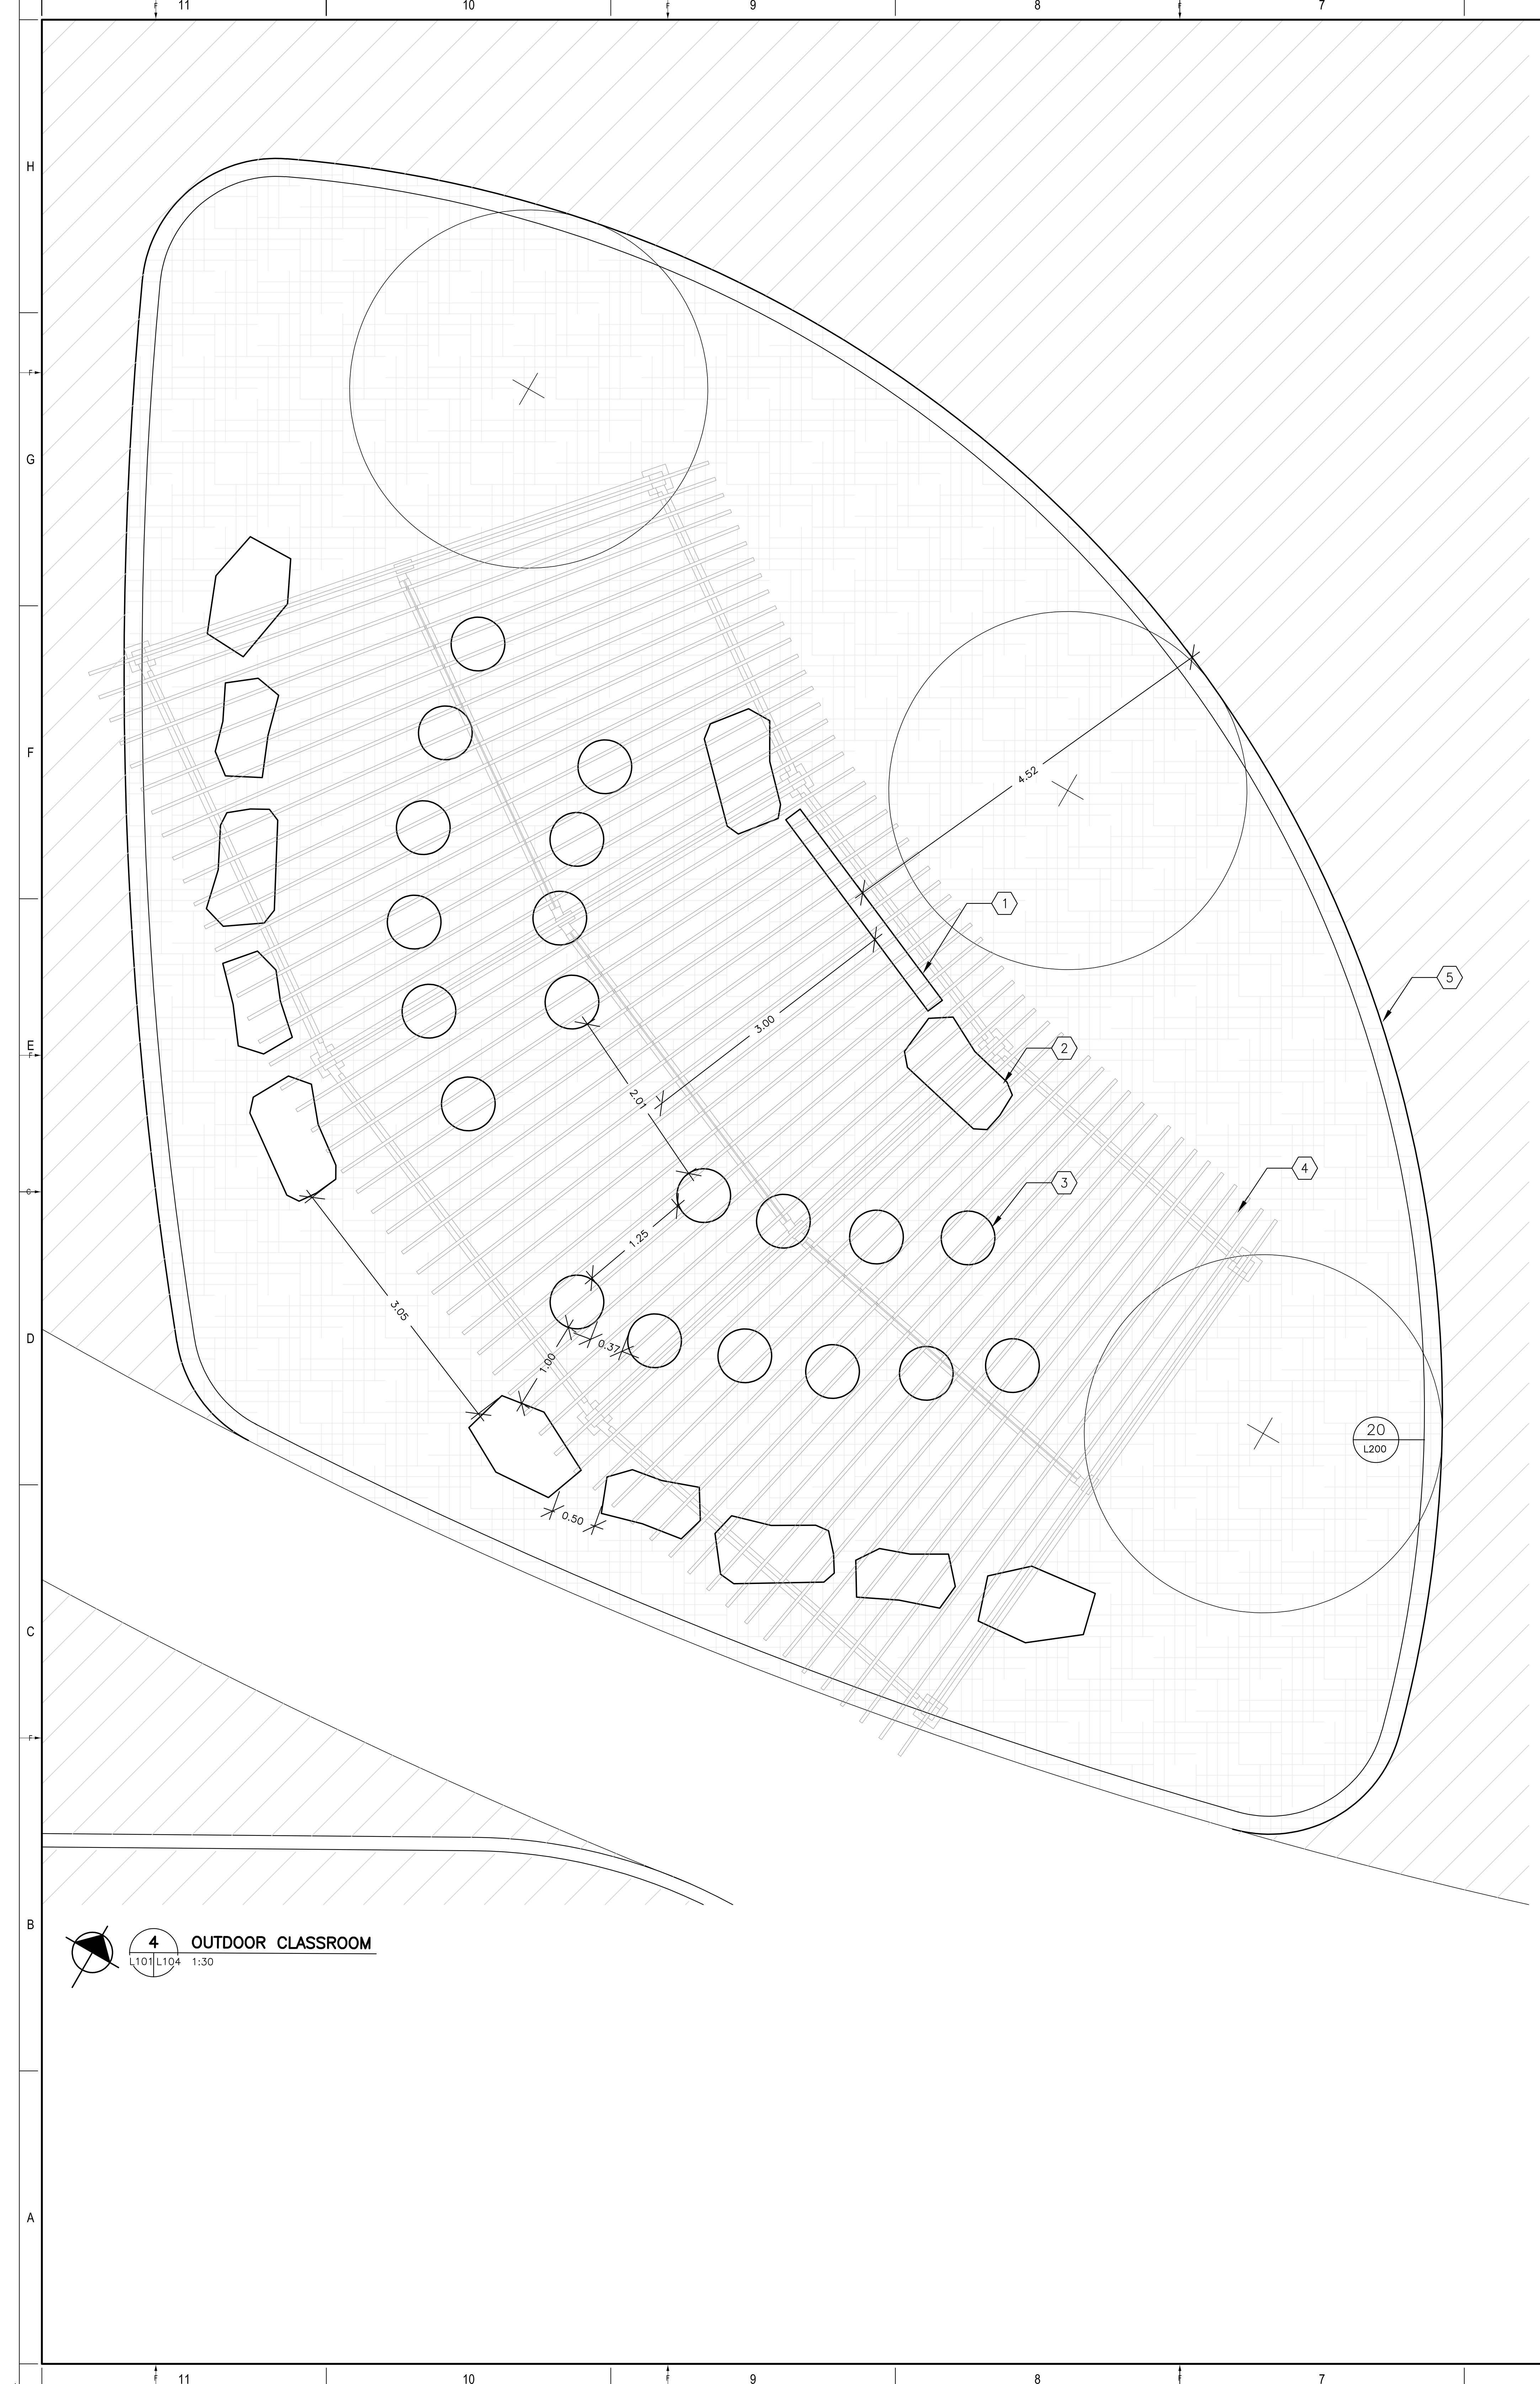 11 10 9 8 7
F F F
H
G
F
F
4.52
1
5
E
F
3.00
2
2.01
4
G
3
1.25
3.05
D
0.37
1.00
20
L200
0.50
C
F
B
4 OUTDOOR CLASSROOM
L101 L104 1:30
A
F F F
11 10 9 8 7